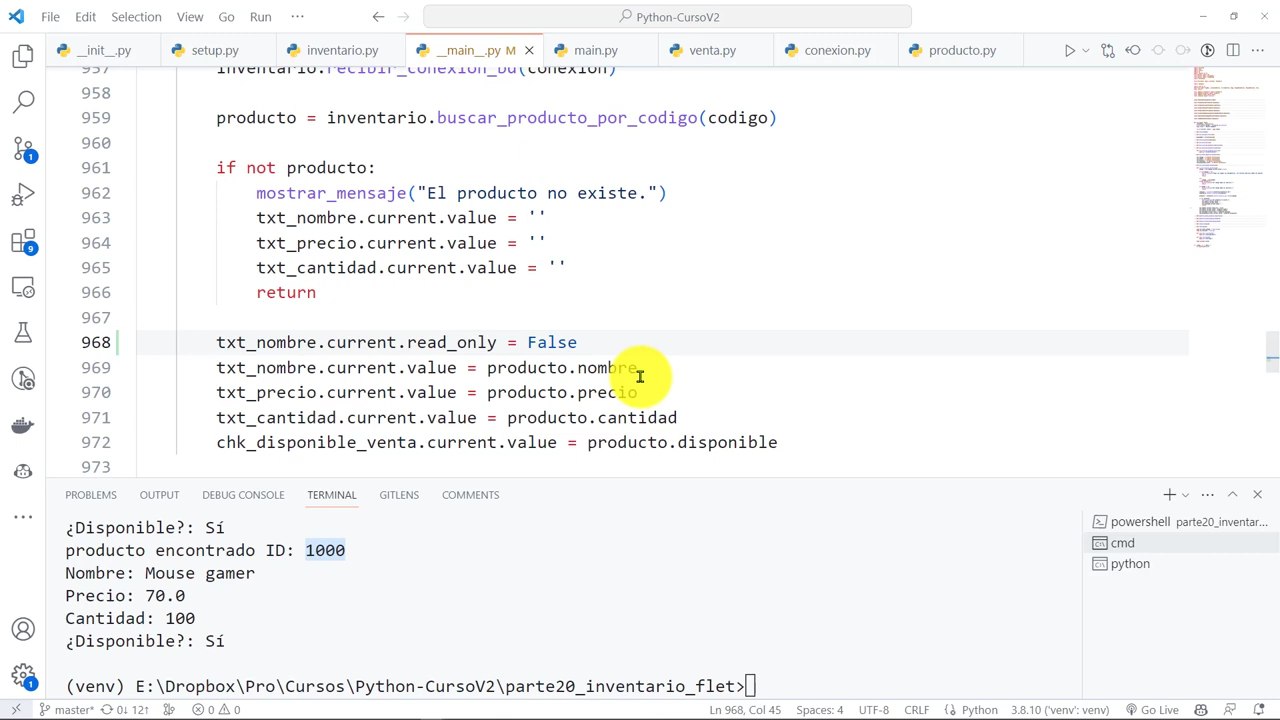 File Edit Selection View Go Run ··· Python-CursoV2
__init__.py setup.py inventario.py __main__.py M main.py venta.py conexion producto.py
958
959 producto =
960
961 if not producto:
962 mostrar_mensaje("El producto no existe.")
963 txt_nombre.current.value = ''
964 txt_precio.current.value = ''
965 txt_cantidad.current.value = ''
966 return
967
968 txt_nombre.current.read_only = False
969 txt_nombre.current.value = producto.nombre
970 txt_precio.current.value = producto.precio
971 txt_cantidad.current.value = producto.cantidad
972 chk_disponible_venta.current.value = producto.disponible
973
PROBLEMS OUTPUT DEBUG CONSOLE TERMINAL GITLENS COMMENTS
¿Disponible?: Sí
producto encontrado ID: 1000
Nombre: Mouse gamer
Precio: 70.0
Cantidad: 100
¿Disponible?: Sí
(venv) E:\Dropbox\Pro\Cursos\Python-CursoV2\parte20_inventario_flet>
powershell parte20_inventar...
cmd
python
master* 0↓ 12↑ 0 0 Ln 968, Col 45 Spaces: 4 UTF-8 CRLF Python 3.8.10 ('venv': venv) Go Live